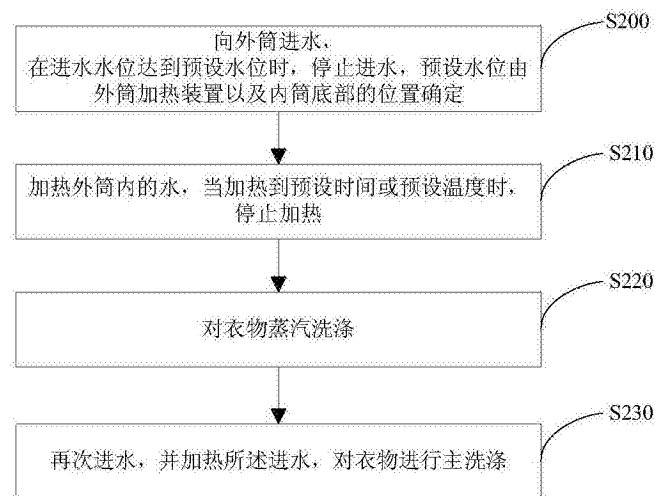 S200
向外筒进水，
在进水水位达到预设水位时，停止进水，预设水位由
外筒加热装置以及内筒底部的位置确定
S210
加热外筒内的水，当加热到预设时间或预设温度时，
停止加热
S220
对衣物蒸汽洗涤
S230
再次进水，并加热所述进水，对衣物进行主洗涤